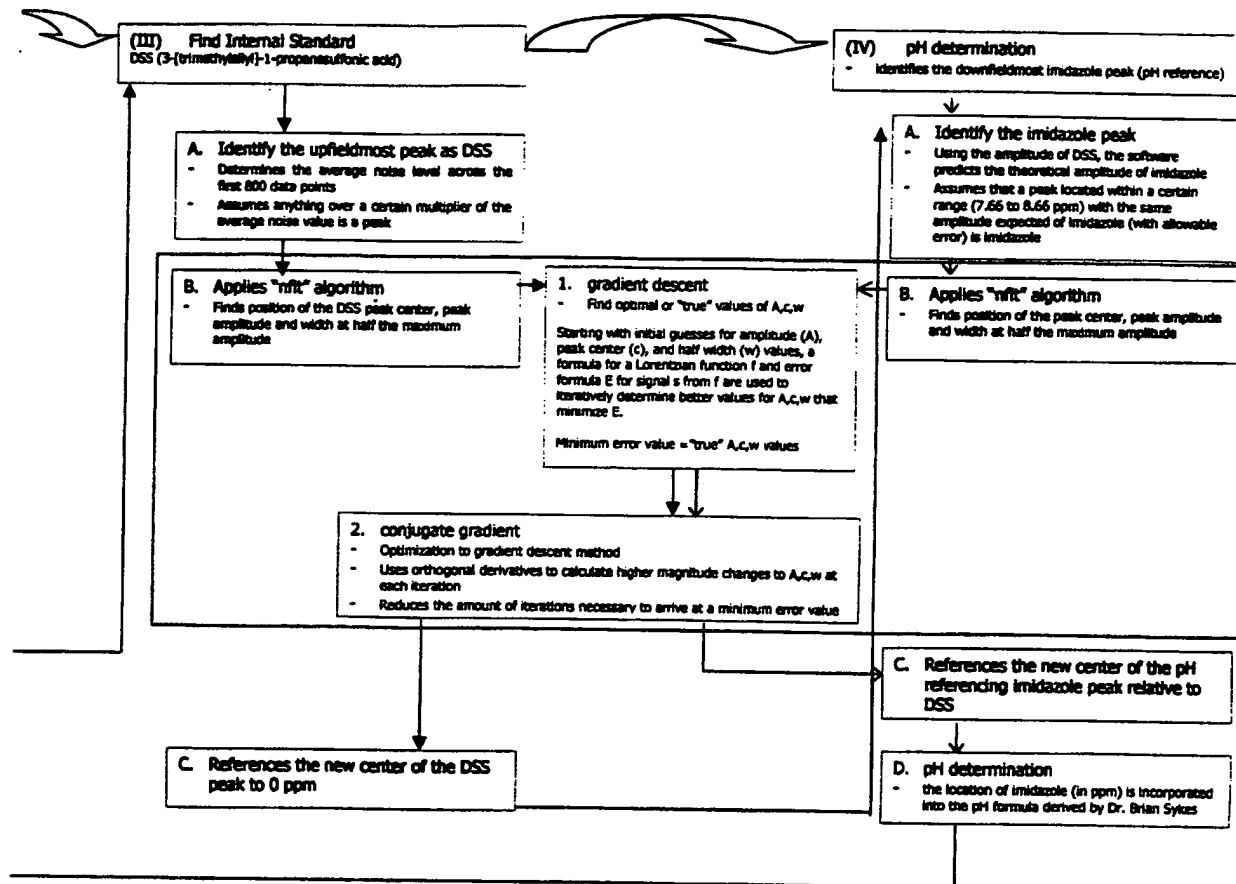 (III) Find Internal Standard
DSS (3-[trimethylsilyl]-1-propanesulfonic acid)
A. Identify the upfieldmost peak as DSS
- Determines the average noise level across the
first 800 data points
- Assumes anything over a certain multiplier of the
average noise value is a peak
B. Applies "nfit" algorithm
- Finds position of the DSS peak center, peak
amplitude and width at half the maximum
amplitude
1. gradient descent
- Find optimal or "true" values of A,c,w
Starting with initial guesses for amplitude (A),
peak center (c), and half width (w) values, a
formula for a Lorentzian function f and error
formula E for signal s from f are used to
iteratively determine better values for A,c,w that
minimize E.
Minimum error value = "true" A,c,w values
2. conjugate gradient
- Optimization to gradient descent method
- Uses orthogonal derivatives to calculate higher magnitude changes to A,c,w at
each iteration
- Reduces the amount of iterations necessary to arrive at a minimum error value
C. References the new center of the DSS
peak to 0 ppm
(IV) pH determination
- identifies the downfieldmost imidazole peak (pH reference)
A. Identify the imidazole peak
- Using the amplitude of DSS, the software
predicts the theoretical amplitude of imidazole
- Assumes that a peak located within a certain
range (7.66 to 8.66 ppm) with the same
amplitude expected of imidazole (with allowable
error) is imidazole
B. Applies "nfit" algorithm
- Finds position of the peak center, peak amplitude
and width at half the maximum amplitude
C. References the new center of the pH
referencing imidazole peak relative to
DSS
D. pH determination
- the location of imidazole (in ppm) is incorporated
into the pH formula derived by Dr. Brian Sykes